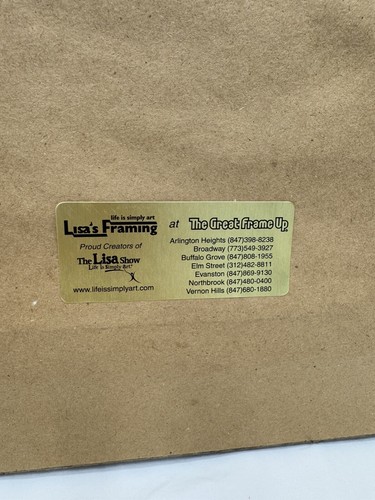 life is simply art
Lisa's Framing at The Great Frame Up
Proud Creators of
The Lisa Show
Life Is Simply Art
www.lifeissimplyart.com
Arlington Heights (847)398-8238
Broadway (773)549-3927
Buffalo Grove (847)808-1955
Elm Street (312)482-8811
Evanston (847)869-9130
Northbrook (847)480-0400
Vernon Hills (847)680-1880